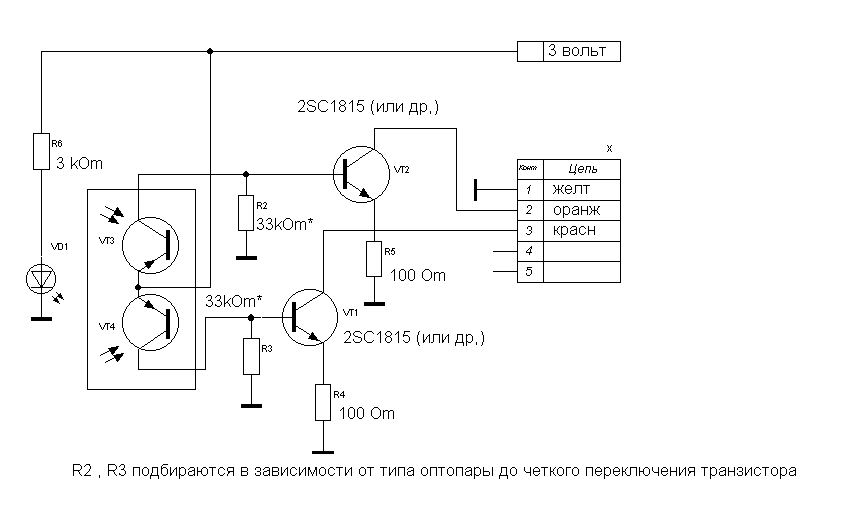 3 вольт
2SC1815 (или др,)
R6
3 kOm
VT2
x
Конт
Цепь
1
желт
2
оранж
3
красн
4
5
R2
33kOm*
VT3
VD1
R5
100 Om
33kOm*
VT4
VT1
2SC1815 (или др,)
R3
R4
100 Om
R2 , R3 подбираются в зависимости от типа оптопары до четкого переключения транзистора